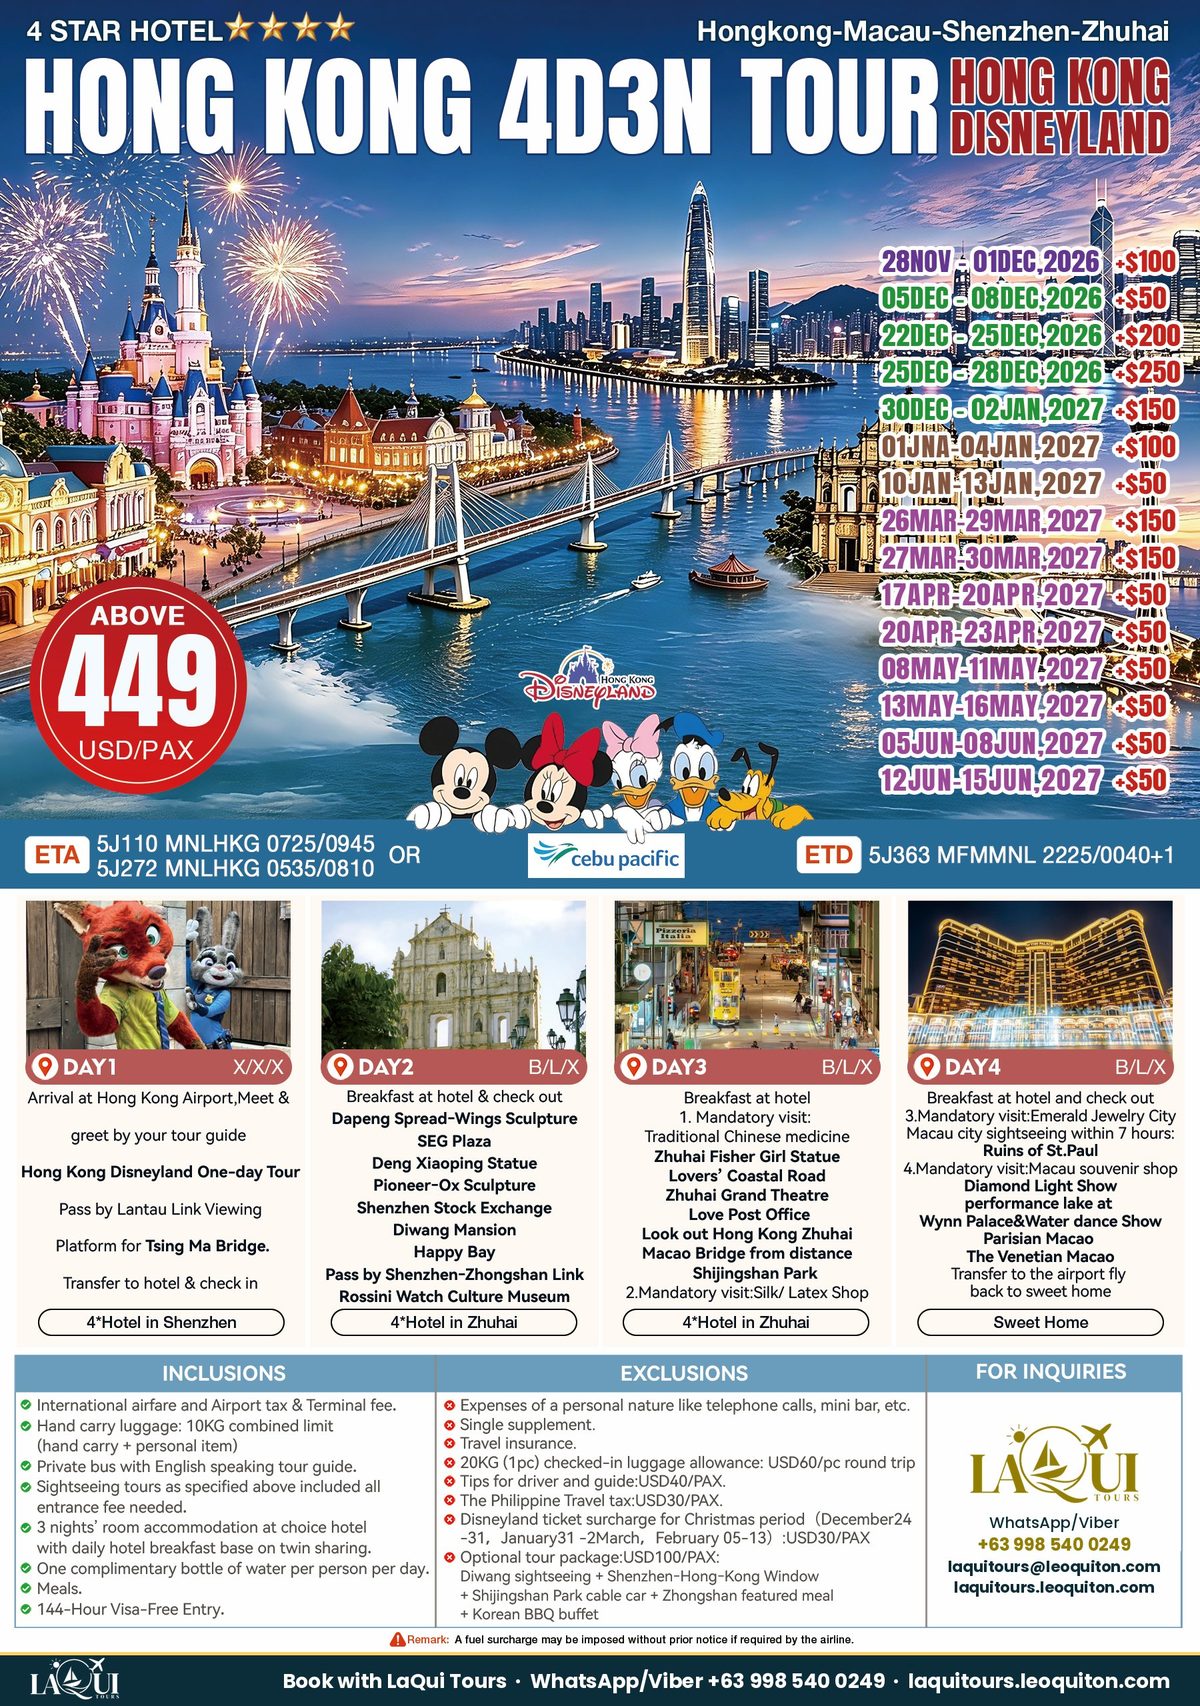 4 STAR HOTEL
Hongkong-Macau-Shenzhen-Zhuhai
HONG KONG 4D3N TOUR
HONG KONG
DISNEYLAND
28NOV - 01DEC,2026 +$100
05DEC - 08DEC,2026 +$50
22DEC - 25DEC,2026 +$200
25DEC - 28DEC,2026 +$250
30DEC - 02JAN,2027 +$150
01JNA-04JAN,2027 +$100
10JAN-13JAN,2027 +$50
26MAR-29MAR,2027 +$150
27MAR-30MAR,2027 +$150
17APR-20APR,2027 +$50
20APR-23APR,2027 +$50
08MAY-11MAY,2027 +$50
13MAY-16MAY,2027 +$50
05JUN-08JUN,2027 +$50
12JUN-15JUN,2027 +$50
ABOVE
449
USD/PAX
HONG KONG
DISNEYLAND
ETA
5J110 MNLHKG 0725/0945
5J272 MNLHKG 0535/0810
OR
cebu pacific
ETD
5J363 MFMMNL 2225/0040+1
DAY1 X/X/X
Arrival at Hong Kong Airport,Meet &
greet by your tour guide
Hong Kong Disneyland One-day Tour
Pass by Lantau Link Viewing
Platform for Tsing Ma Bridge.
Transfer to hotel & check in
4*Hotel in Shenzhen
DAY2 B/L/X
Breakfast at hotel & check out
Dapeng Spread-Wings Sculpture
SEG Plaza
Deng Xiaoping Statue
Pioneer-Ox Sculpture
Shenzhen Stock Exchange
Diwang Mansion
Happy Bay
Pass by Shenzhen-Zhongshan Link
Rossini Watch Culture Museum
4*Hotel in Zhuhai
Pizzeria
Italia
DAY3 B/L/X
Breakfast at hotel
1. Mandatory visit:
Traditional Chinese medicine
Zhuhai Fisher Girl Statue
Lovers' Coastal Road
Zhuhai Grand Theatre
Love Post Office
Look out Hong Kong Zhuhai
Macao Bridge from distance
Shijingshan Park
2.Mandatory visit:Silk/ Latex Shop
4*Hotel in Zhuhai
DAY4 B/L/X
Breakfast at hotel and check out
3.Mandatory visit:Emerald Jewelry City
Macau city sightseeing within 7 hours:
Ruins of St.Paul
4.Mandatory visit:Macau souvenir shop
Diamond Light Show
performance lake at
Wynn Palace&Water dance Show
Parisian Macao
The Venetian Macao
Transfer to the airport fly
back to sweet home
Sweet Home
INCLUSIONS
International airfare and Airport tax & Terminal fee.
Hand carry luggage: 10KG combined limit
(hand carry + personal item)
Private bus with English speaking tour guide.
Sightseeing tours as specified above included all
entrance fee needed.
3 nights' room accommodation at choice hotel
with daily hotel breakfast base on twin sharing.
One complimentary bottle of water per person per day.
Meals.
144-Hour Visa-Free Entry.
EXCLUSIONS
Expenses of a personal nature like telephone calls, mini bar, etc.
Single supplement.
Travel insurance.
20KG (1pc) checked-in luggage allowance: USD60/pc round trip
Tips for driver and guide:USD40/PAX.
The Philippine Travel tax:USD30/PAX.
Disneyland ticket surcharge for Christmas period（December24
-31，January31 -2March，February 05-13）:USD30/PAX
Optional tour package:USD100/PAX:
Diwang sightseeing + Shenzhen-Hong-Kong Window
+ Shijingshan Park cable car + Zhongshan featured meal
+ Korean BBQ buffet
FOR INQUIRIES
LAQUI
TOURS
WhatsApp/Viber
+63 998 540 0249
laquitours@leoquiton.com
laquitours.leoquiton.com
Remark: A fuel surcharge may be imposed without prior notice if required by the airline.
LAQUI
TOURS
Book with LaQui Tours · WhatsApp/Viber +63 998 540 0249 · laquitours.leoquiton.com